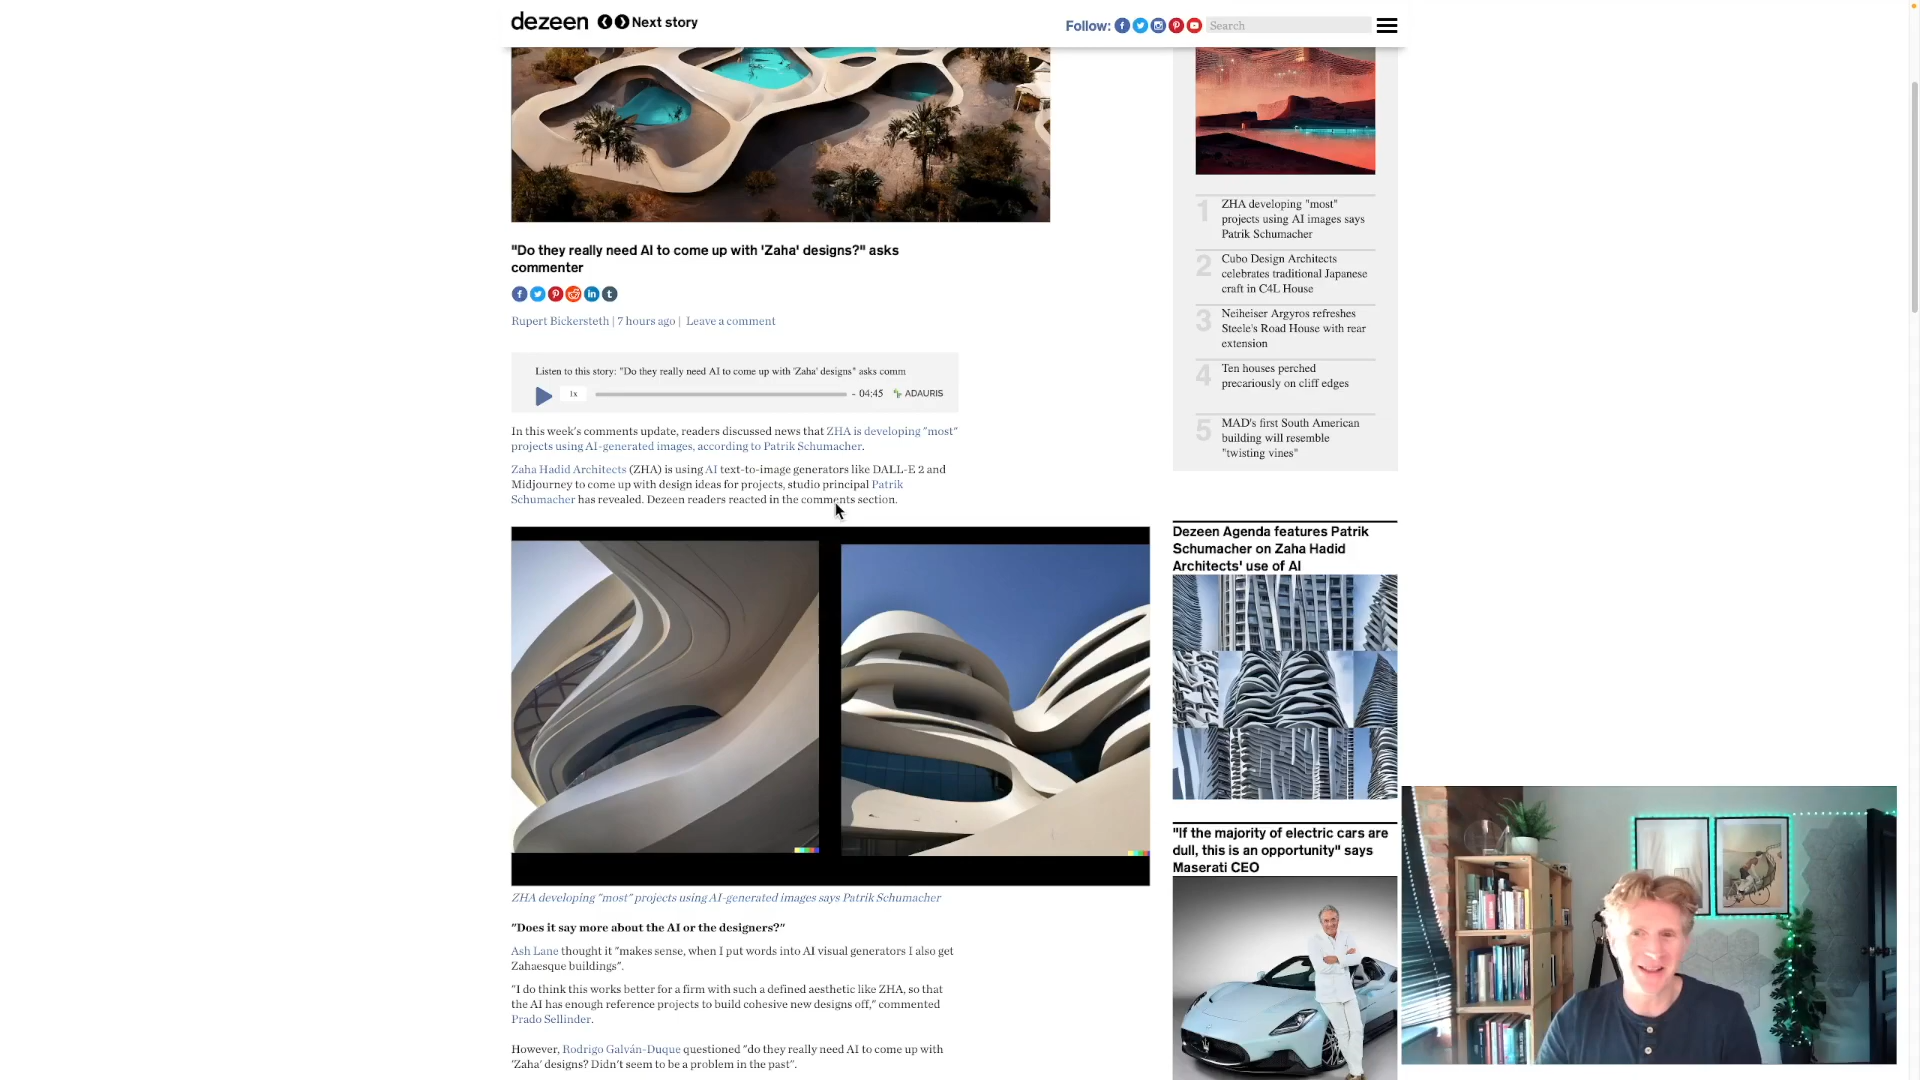 dezeen Next story
Follow:
Search
"Do they really need AI to come up with 'Zaha' designs?" asks
commenter
Rupert Bickersteth | 7 hours ago | Leave a comment
Listen to this story: "Do they really need AI to come up with 'Zaha' designs" asks comm
1x
- 04:45
ADAURIS
In this week's comments update, readers discussed news that ZHA is developing "most"
projects using AI-generated images, according to Patrik Schumacher.
Zaha Hadid Architects (ZHA) is using AI text-to-image generators like DALL-E 2 and
Midjourney to come up with design ideas for projects, studio principal Patrik
Schumacher has revealed. Dezeen readers reacted in the comments section.
ZHA developing "most" projects using AI-generated images says Patrik Schumacher
"Does it say more about the AI or the designers?"
Ash Lane thought it "makes sense, when I put words into AI visual generators I also get
Zahaesque buildings".
"I do think this works better for a firm with such a defined aesthetic like ZHA, so that
the AI has enough reference projects to build cohesive new designs off," commented
Prado Sellinder.
However, Rodrigo Galván-Duque questioned "do they really need AI to come up with
'Zaha' designs? Didn't seem to be a problem in the past".
1
ZHA developing "most"
projects using AI images says
Patrik Schumacher
2
Cubo Design Architects
celebrates traditional Japanese
craft in C4L House
3
Neiheiser Argyros refreshes
Steele's Road House with rear
extension
4
Ten houses perched
precariously on cliff edges
5
MAD's first South American
building will resemble
"twisting vines"
Dezeen Agenda features Patrik
Schumacher on Zaha Hadid
Architects' use of AI
"If the majority of electric cars are
dull, this is an opportunity" says
Maserati CEO